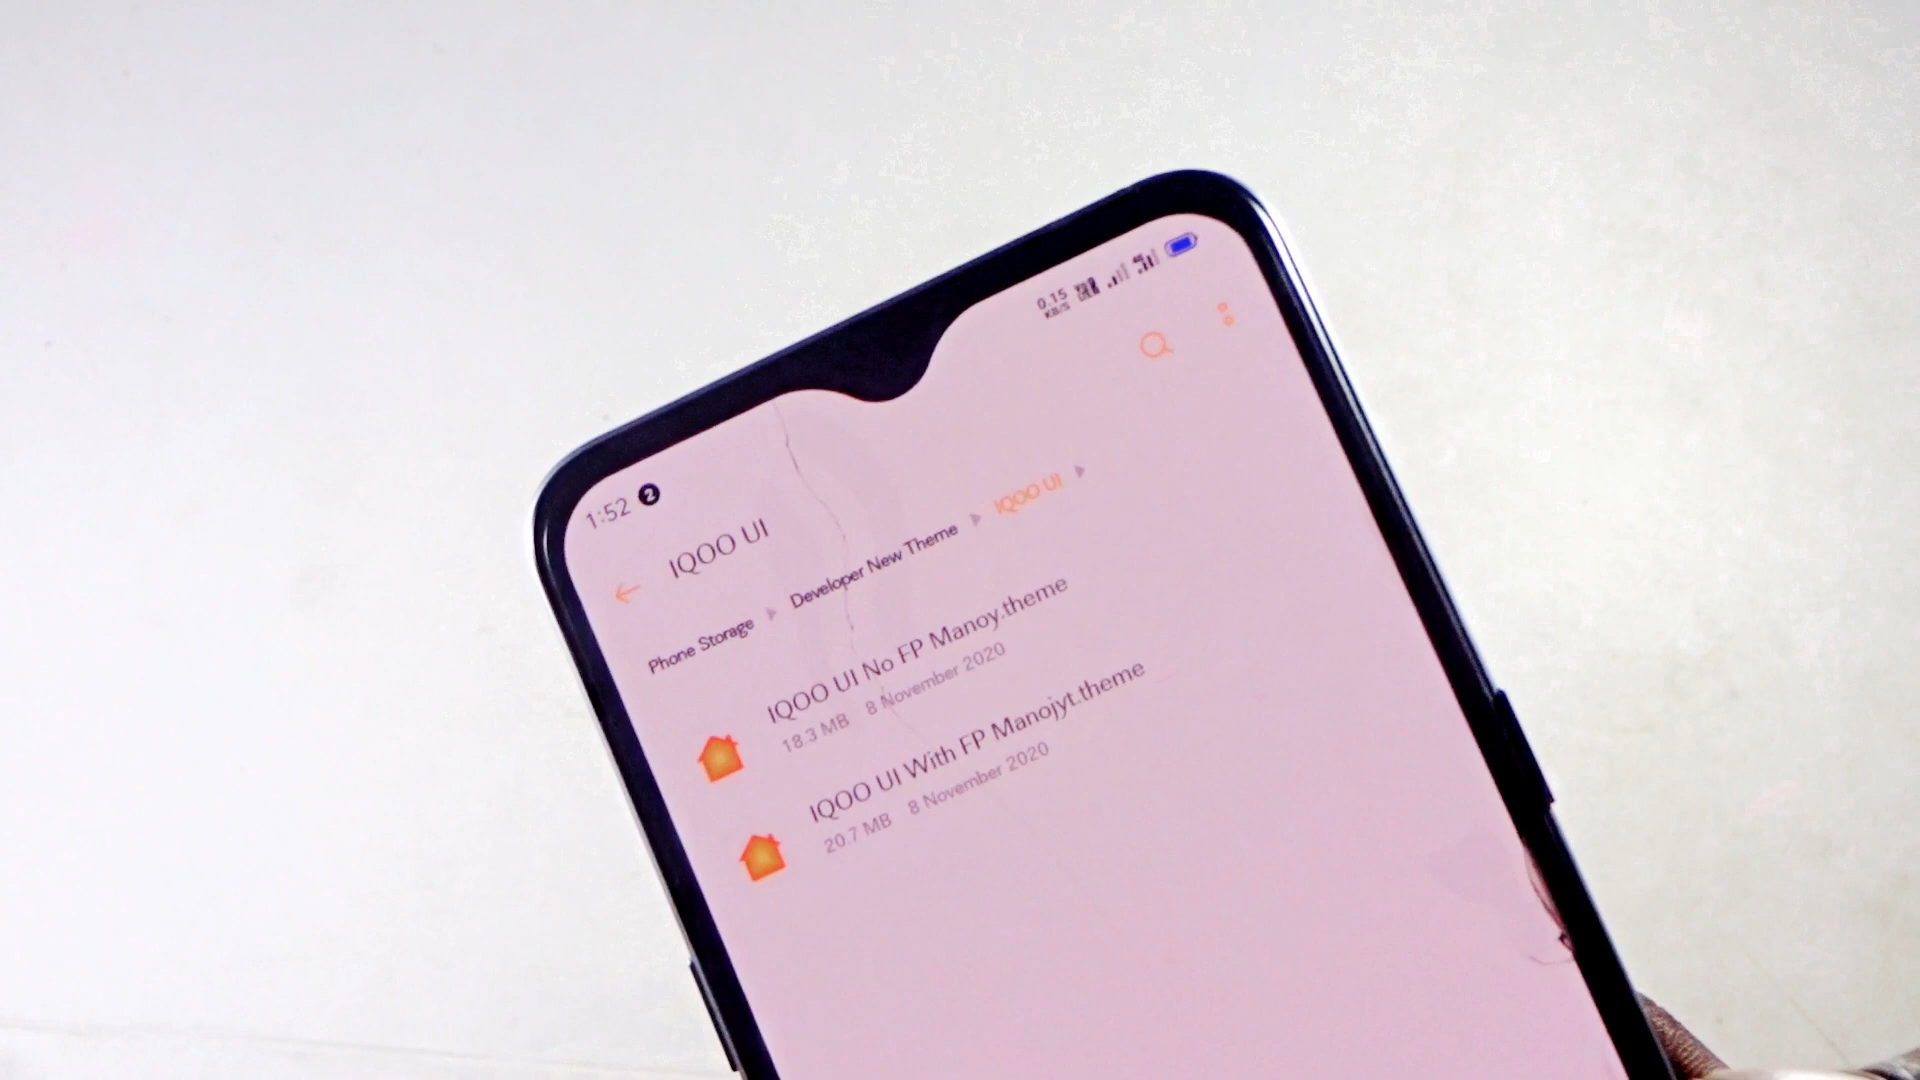 1:52 2
0.15 KB/S 4G
IQOO UI
Phone Storage Developer New Theme IQOO UI
IQOO UI No FP Manoy.theme
18.3 MB 8 November 2020
IQOO UI With FP Manojyt.theme
20.7 MB 8 November 2020